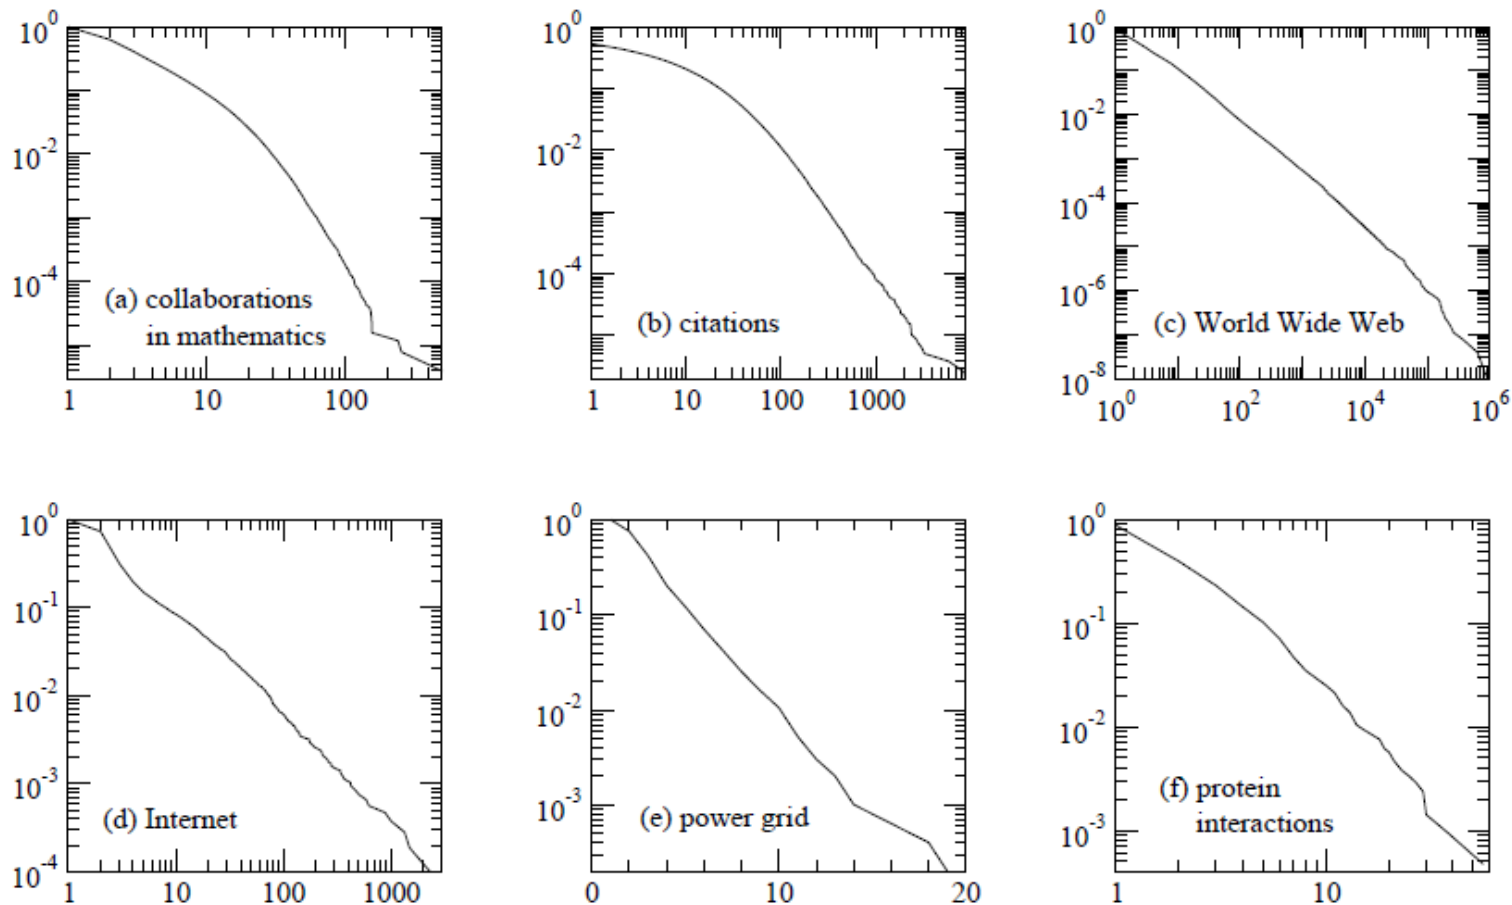 10^0
10^-2
10^-4
1 10 100
(a) collaborations
in mathematics
10^0
10^-2
10^-4
1 10 100 1000
(b) citations
10^0
10^-2
10^-4
10^-6
10^-8
10^0 10^2 10^4 10^6
(c) World Wide Web
10^0
10^-1
10^-2
10^-3
10^-4
1 10 100 1000
(d) Internet
10^0
10^-1
10^-2
10^-3
0 10 20
(e) power grid
10^0
10^-1
10^-2
10^-3
1 10
(f) protein
interactions